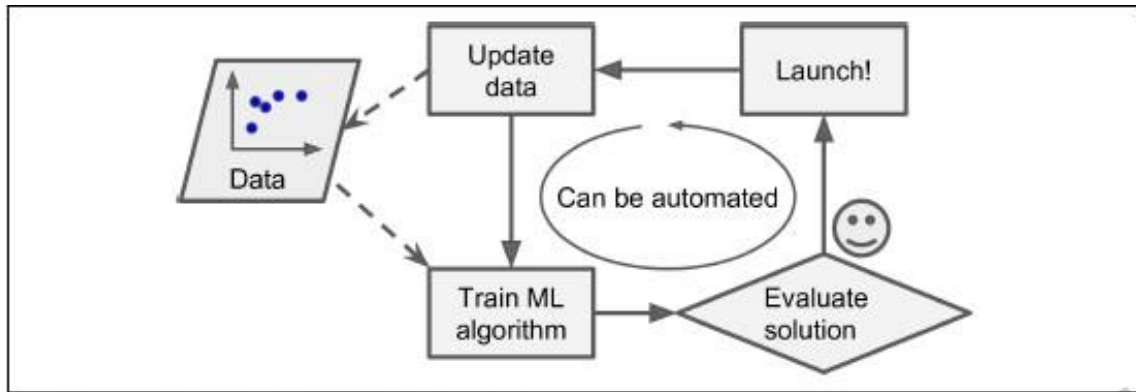 Update
data
Launch!
Data
Can be automated
Train ML
algorithm
Evaluate
solution